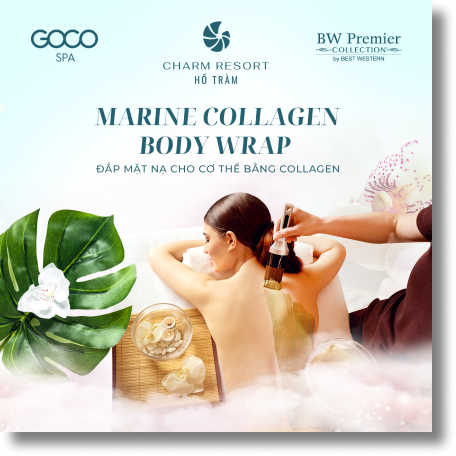 GOCO
SPA
CHARM RESORT
HỒ TRÀM
BW Premier
COLLECTION
by BEST WESTERN
MARINE COLLAGEN
BODY WRAP
ĐẮP MẶT NẠ CHO CƠ THỂ BẰNG COLLAGEN